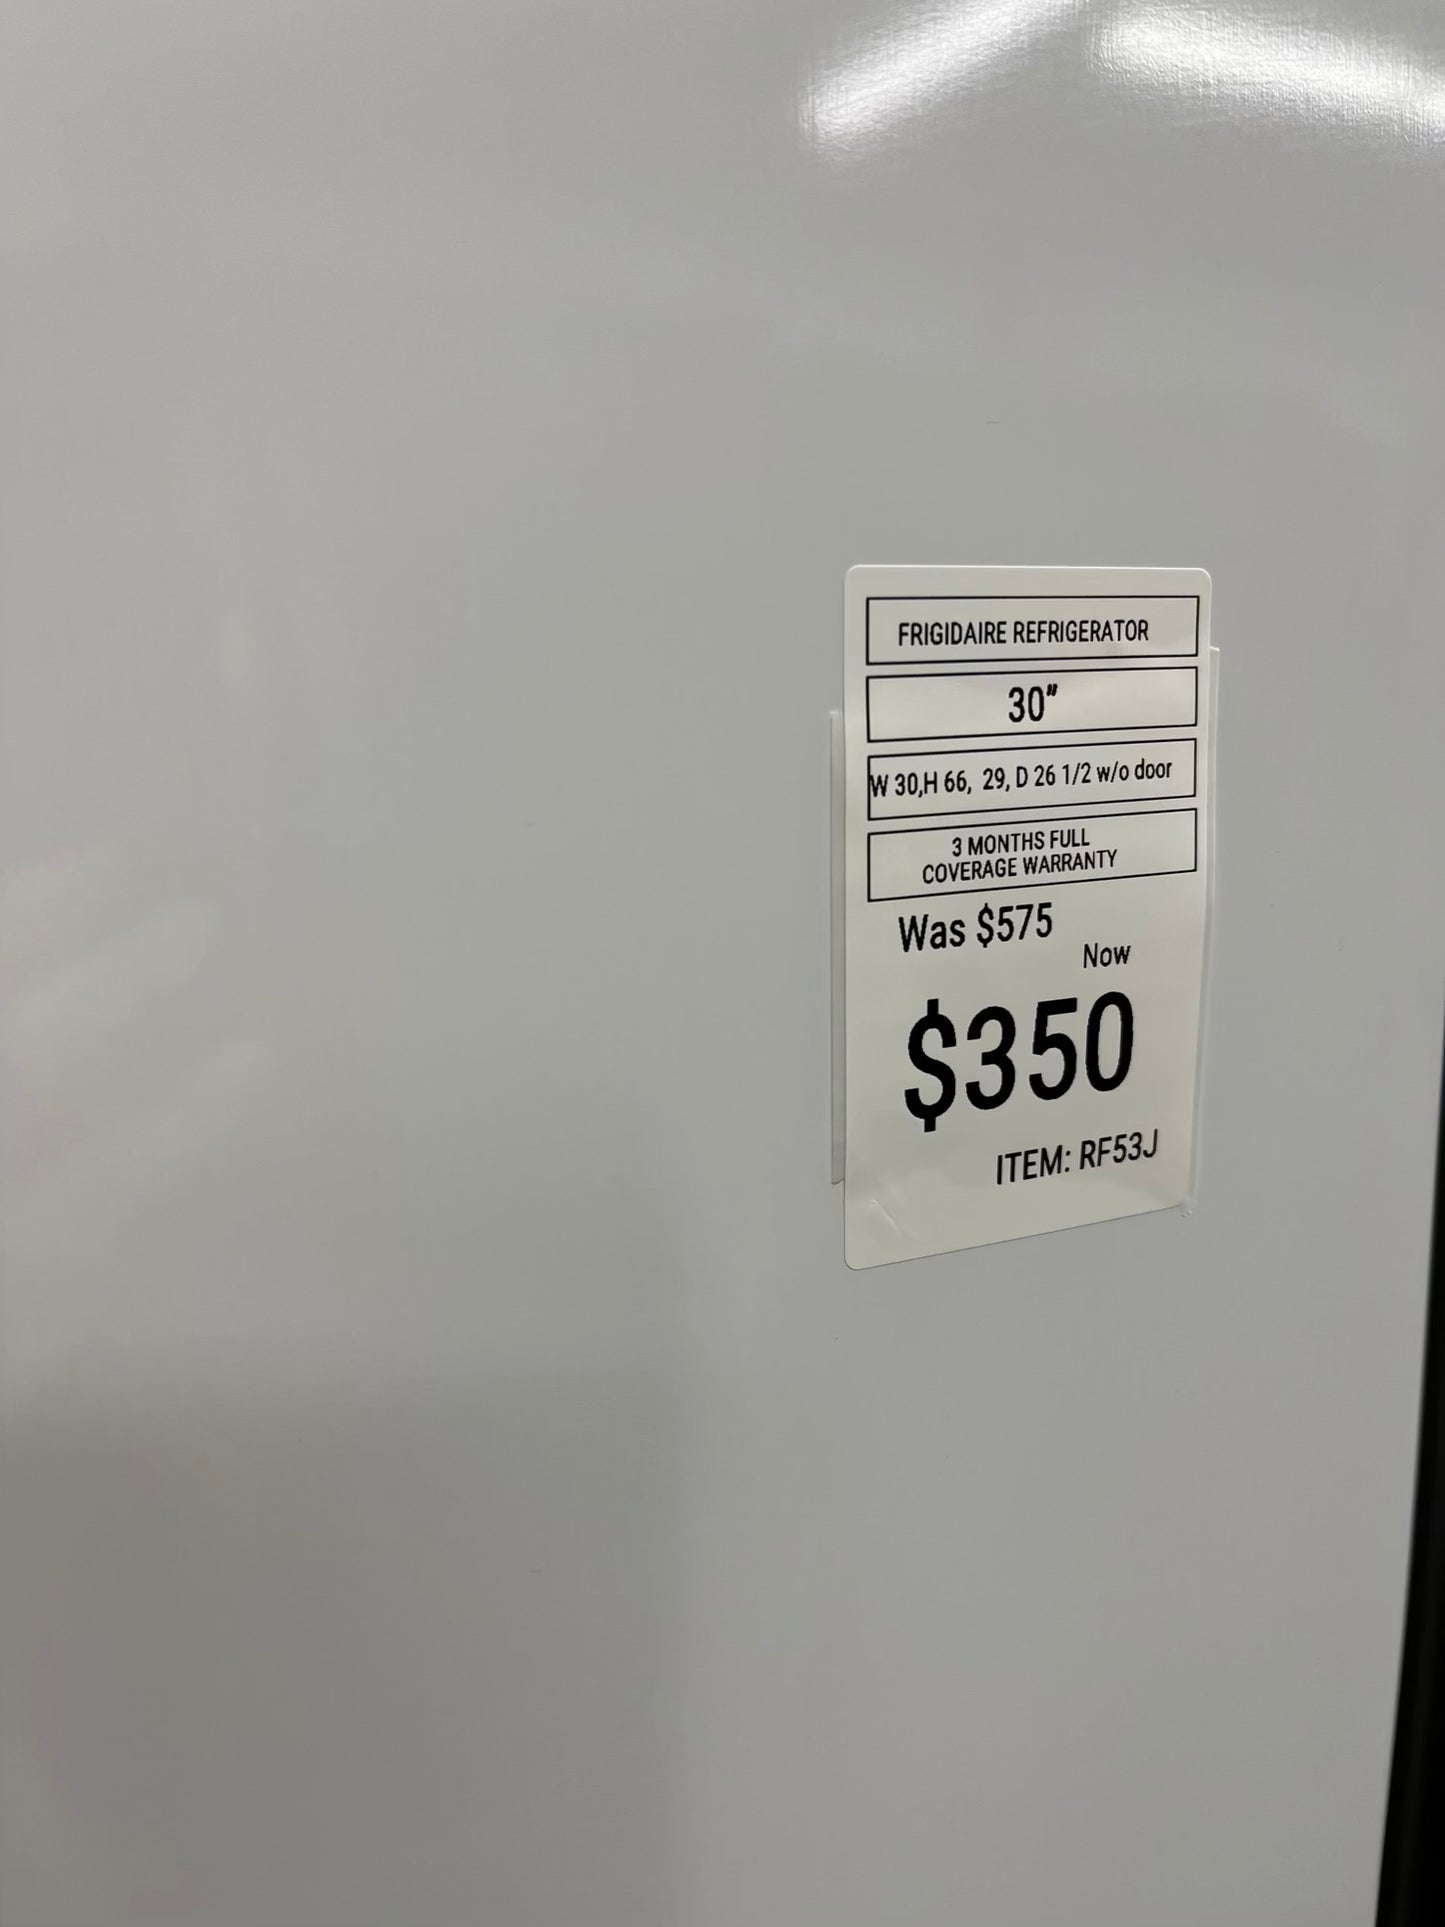 FRIGIDAIRE REFRIGERATOR
30"
W 30,H 66, 29, D 26 1/2 w/o door
3 MONTHS FULL
COVERAGE WARRANTY
Was $575
Now
$350
ITEM: RF53J